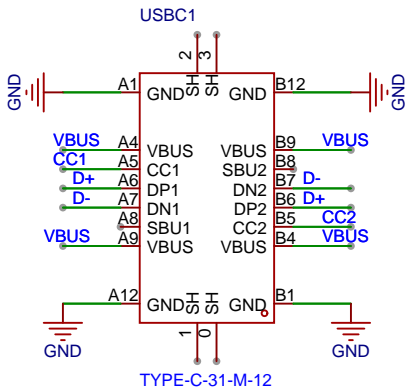 USBC1
2 3
SH SH
GND A1 GND GND B12 GND
VBUS A4 VBUS VBUS B9 VBUS
CC1 A5 CC1 SBU2 B8
D+ A6 DP1 DN2 B7 D-
D- A7 DN1 DP2 B6 D+
A8 SBU1 CC2 B5 CC2
VBUS A9 VBUS VBUS B4 VBUS
A12 GND SH SH GND B1
GND 1 0 GND
TYPE-C-31-M-12